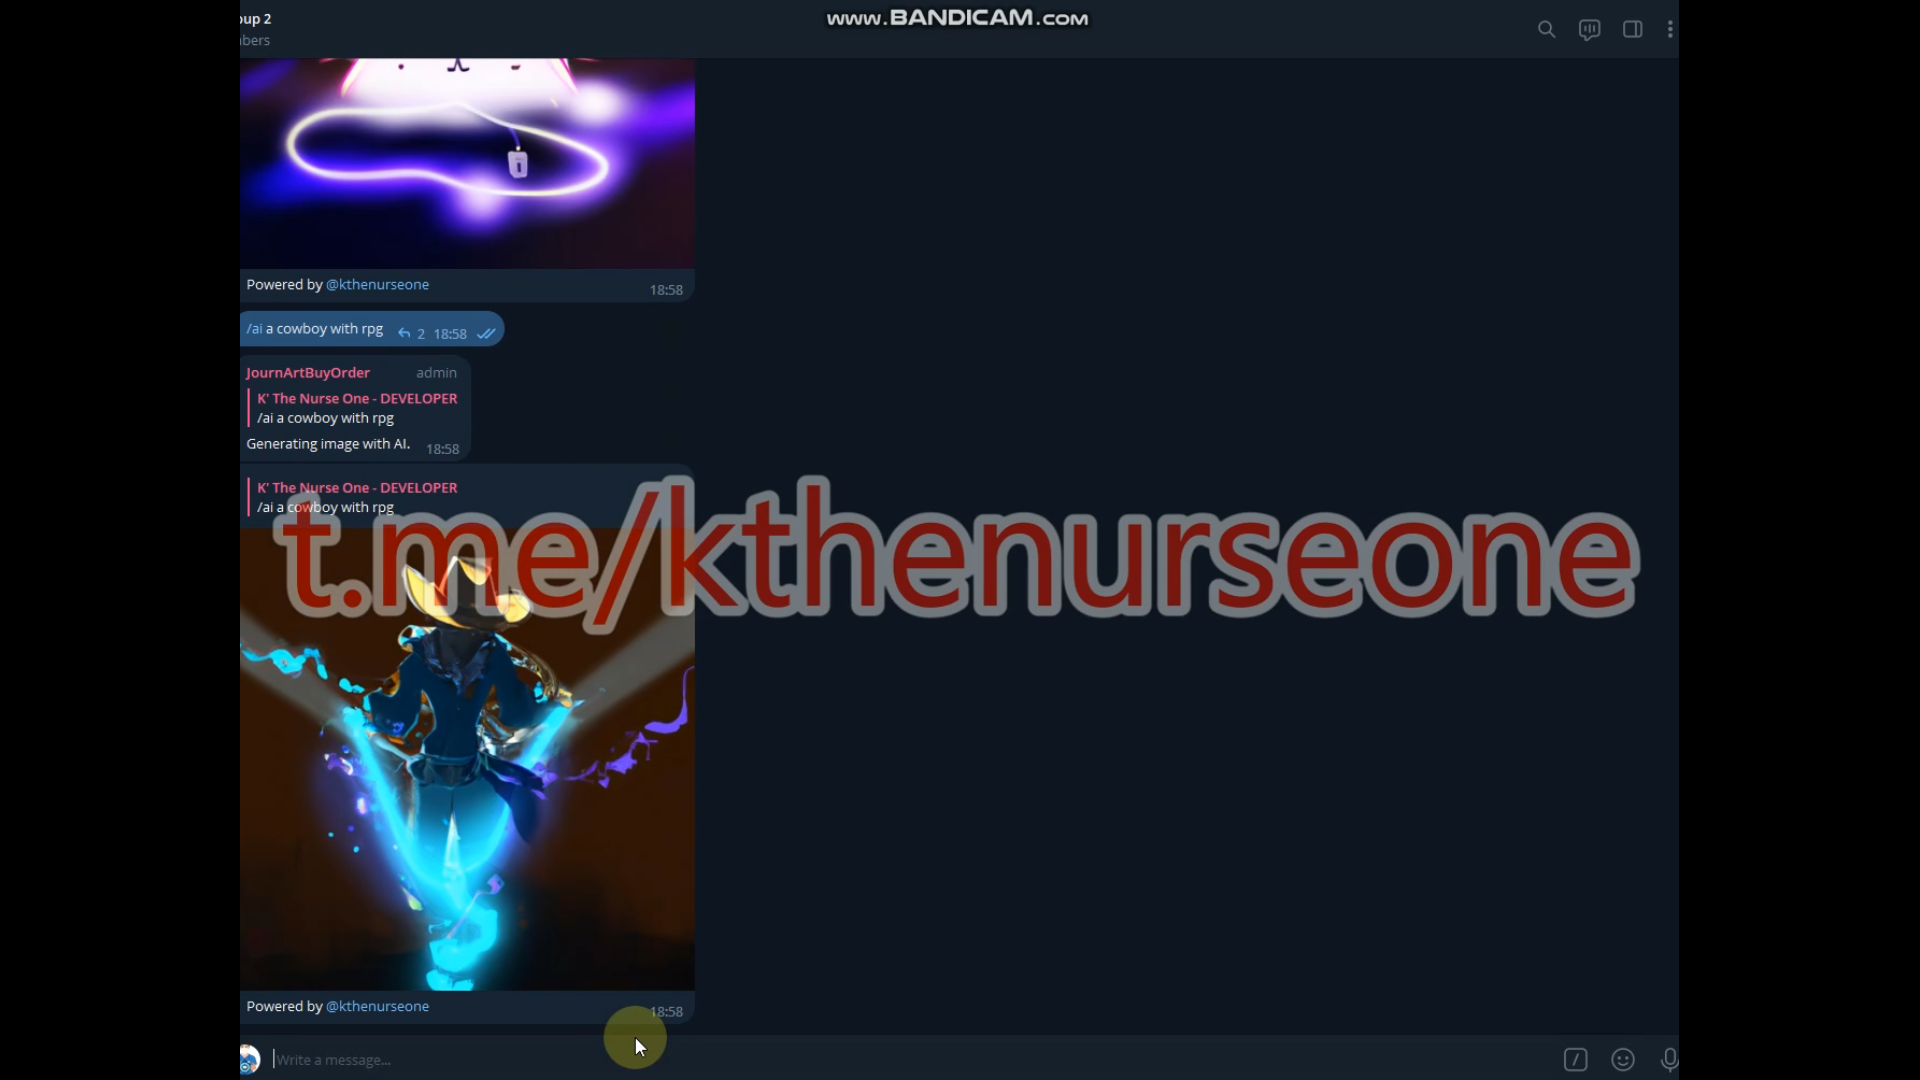 oup 2
www.BANDICAM.com
bers
Powered by @kthenurseone
18:58
/ai a cowboy with rpg 2 18:58
JournArtBuyOrder admin
K' The Nurse One - DEVELOPER
/ai a cowboy with rpg
Generating image with AI. 18:58
K' The Nurse One - DEVELOPER
/ai a cowboy with rpg
t.me/kthenurseone
Powered by @kthenurseone
18:58
Write a message...